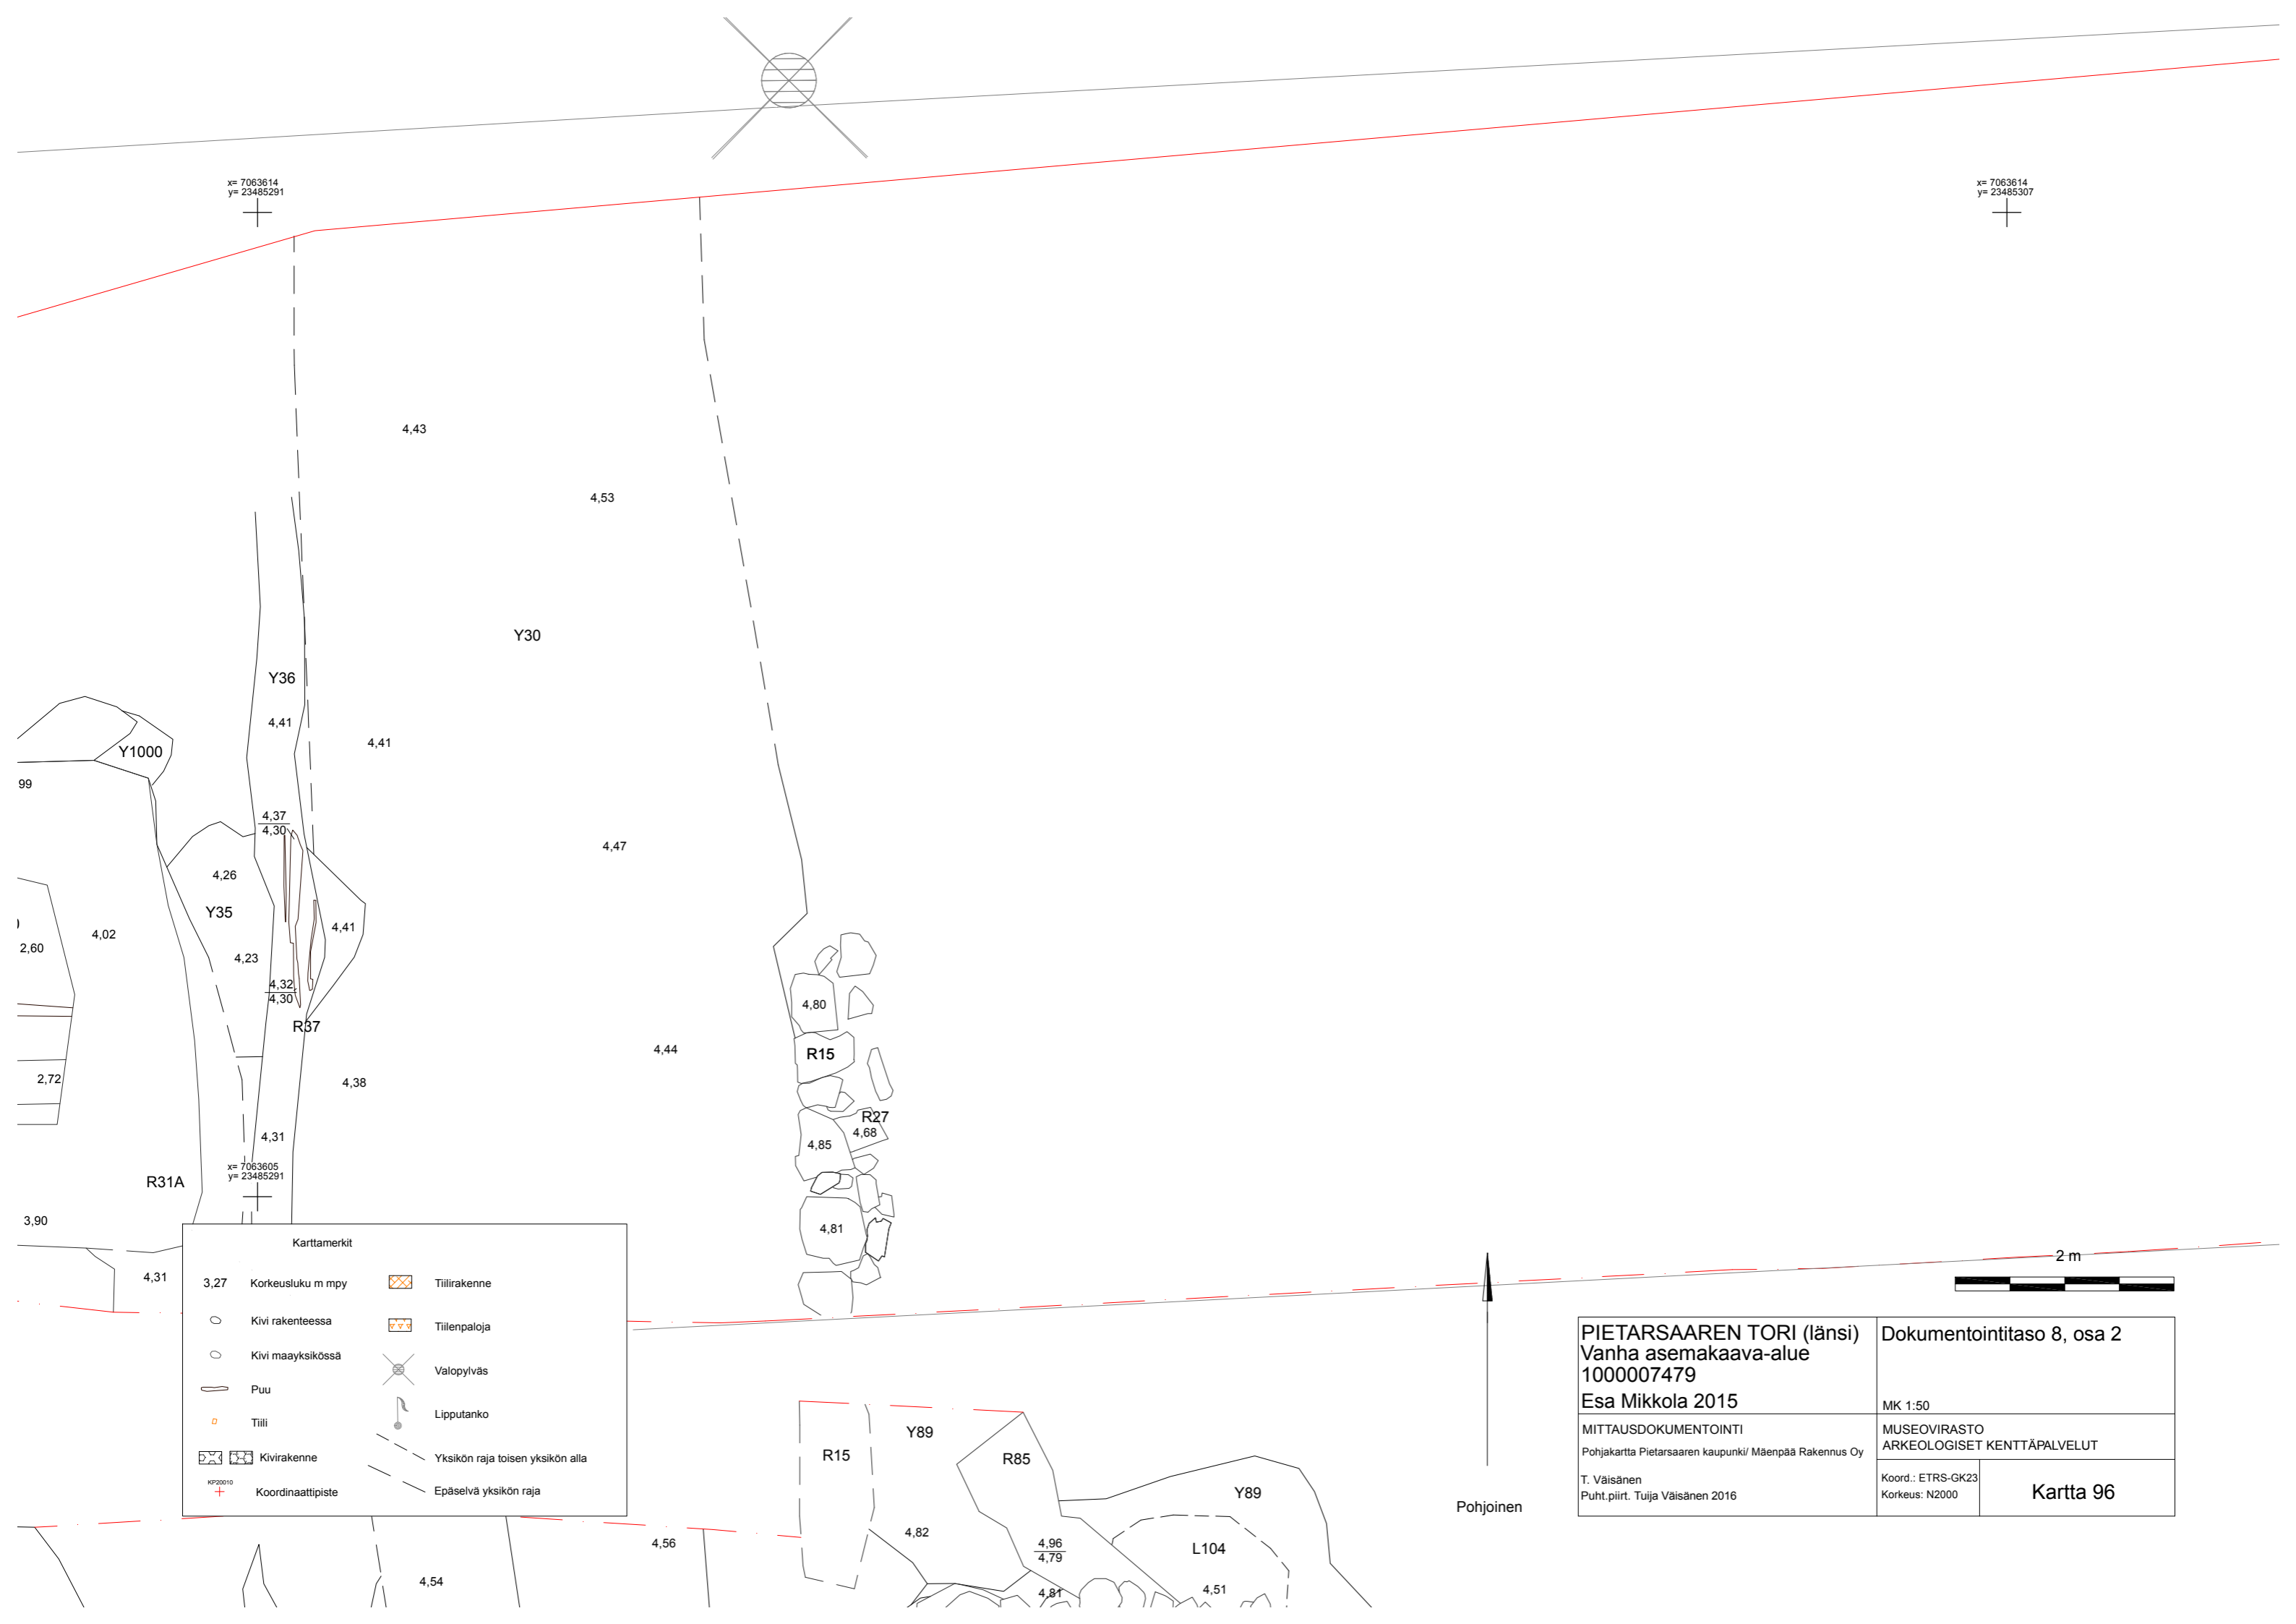 x= 7063614
y= 23485291
x= 7063614
y= 23485307
4,43
4,53
Y30
Y36
4,41
4,41
Y1000
99
4,37
4,30
4,47
4,26
Y35
4,41
4,02
2,60
4,23
4,32
4,30
4,80
R37
4,44
R15
2,72
4,38
R27
4,68
4,31
4,85
x= 7063605
y= 23485291
R31A
3,90
4,81
4,31
2 m
Karttamerkit
3,27 Korkeusluku m mpy
Kivi rakenteessa
Kivi maayksikössä
Puu
Tiili
Kivirakenne
KP20010
Koordinaattipiste
Tiilirakenne
Tiilenpaloja
Valopylväs
Lipputanko
Yksikön raja toisen yksikön alla
Epäselvä yksikön raja
PIETARSAAREN TORI (länsi)
Vanha asemakaava-alue
1000007479
Esa Mikkola 2015
Dokumentointitaso 8, osa 2
MK 1:50
MITTAUSDOKUMENTOINTI
Pohjakartta Pietarsaaren kaupunki/ Mäenpää Rakennus Oy
T. Väisänen
Puht.piirt. Tuija Väisänen 2016
MUSEOVIRASTO
ARKEOLOGISET KENTTÄPALVELUT
Koord.: ETRS-GK23
Korkeus: N2000
Kartta 96
Pohjoinen
R15
Y89
R85
Y89
4,82
4,96
4,79
L104
4,56
4,54
4,81
4,51